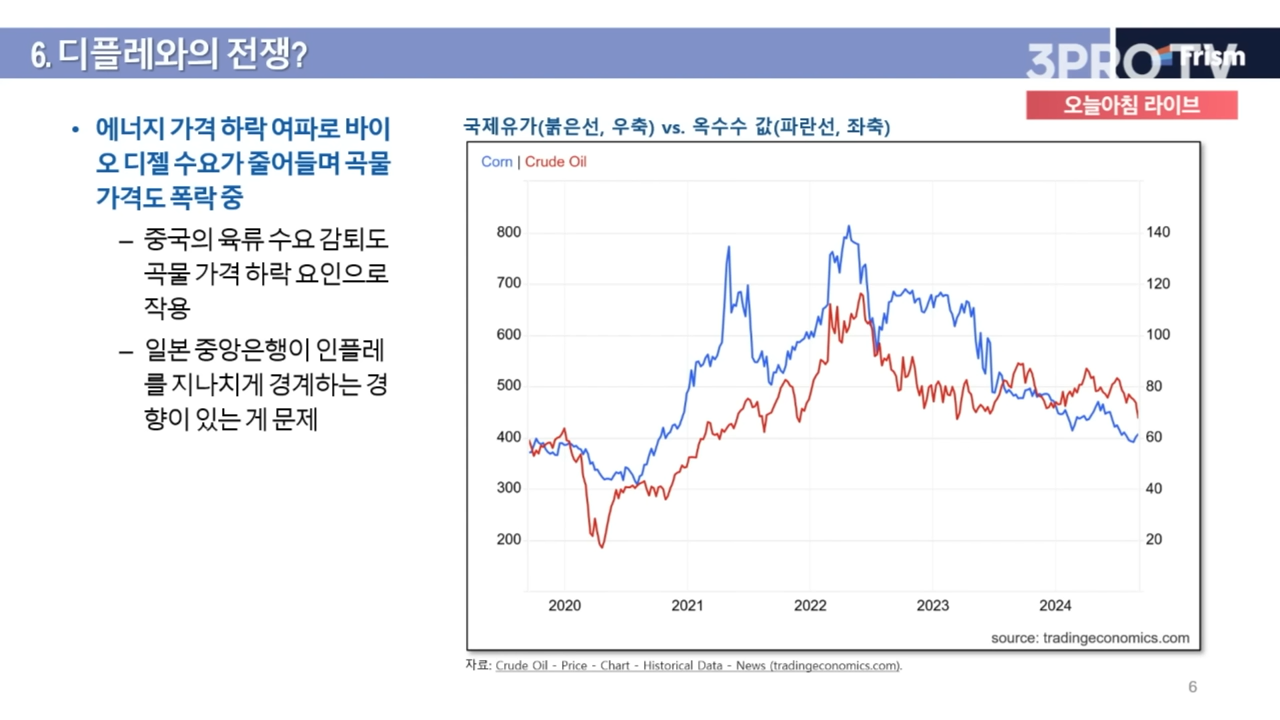 6. 디플레와의 전쟁?
3PRO TV
Frism
오늘아침 라이브
• 에너지 가격 하락 여파로 바이
오 디젤 수요가 줄어들며 곡물
가격도 폭락 중
– 중국의 육류 수요 감퇴도
곡물 가격 하락 요인으로
작용
– 일본 중앙은행이 인플레
를 지나치게 경계하는 경
향이 있는 게 문제
국제유가(붉은선, 우축) vs. 옥수수 값(파란선, 좌축)
Corn | Crude Oil
800
700
600
500
400
300
200
140
120
100
80
60
40
20
2020 2021 2022 2023 2024
source: tradingeconomics.com
자료: Crude Oil - Price - Chart - Historical Data - News (tradingeconomics.com).
6